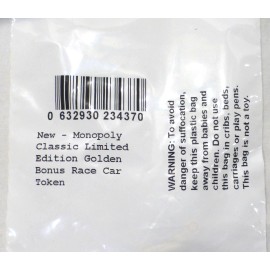 0 632930 234370
New - Monopoly
Classic Limited
Edition Golden
Bonus Race Car
Token
WARNING: To avoid
danger of suffocation,
keep this plastic bag
away from babies and
children. Do not use
this bag in cribs, beds,
carriages or play pens.
This bag is not a toy.